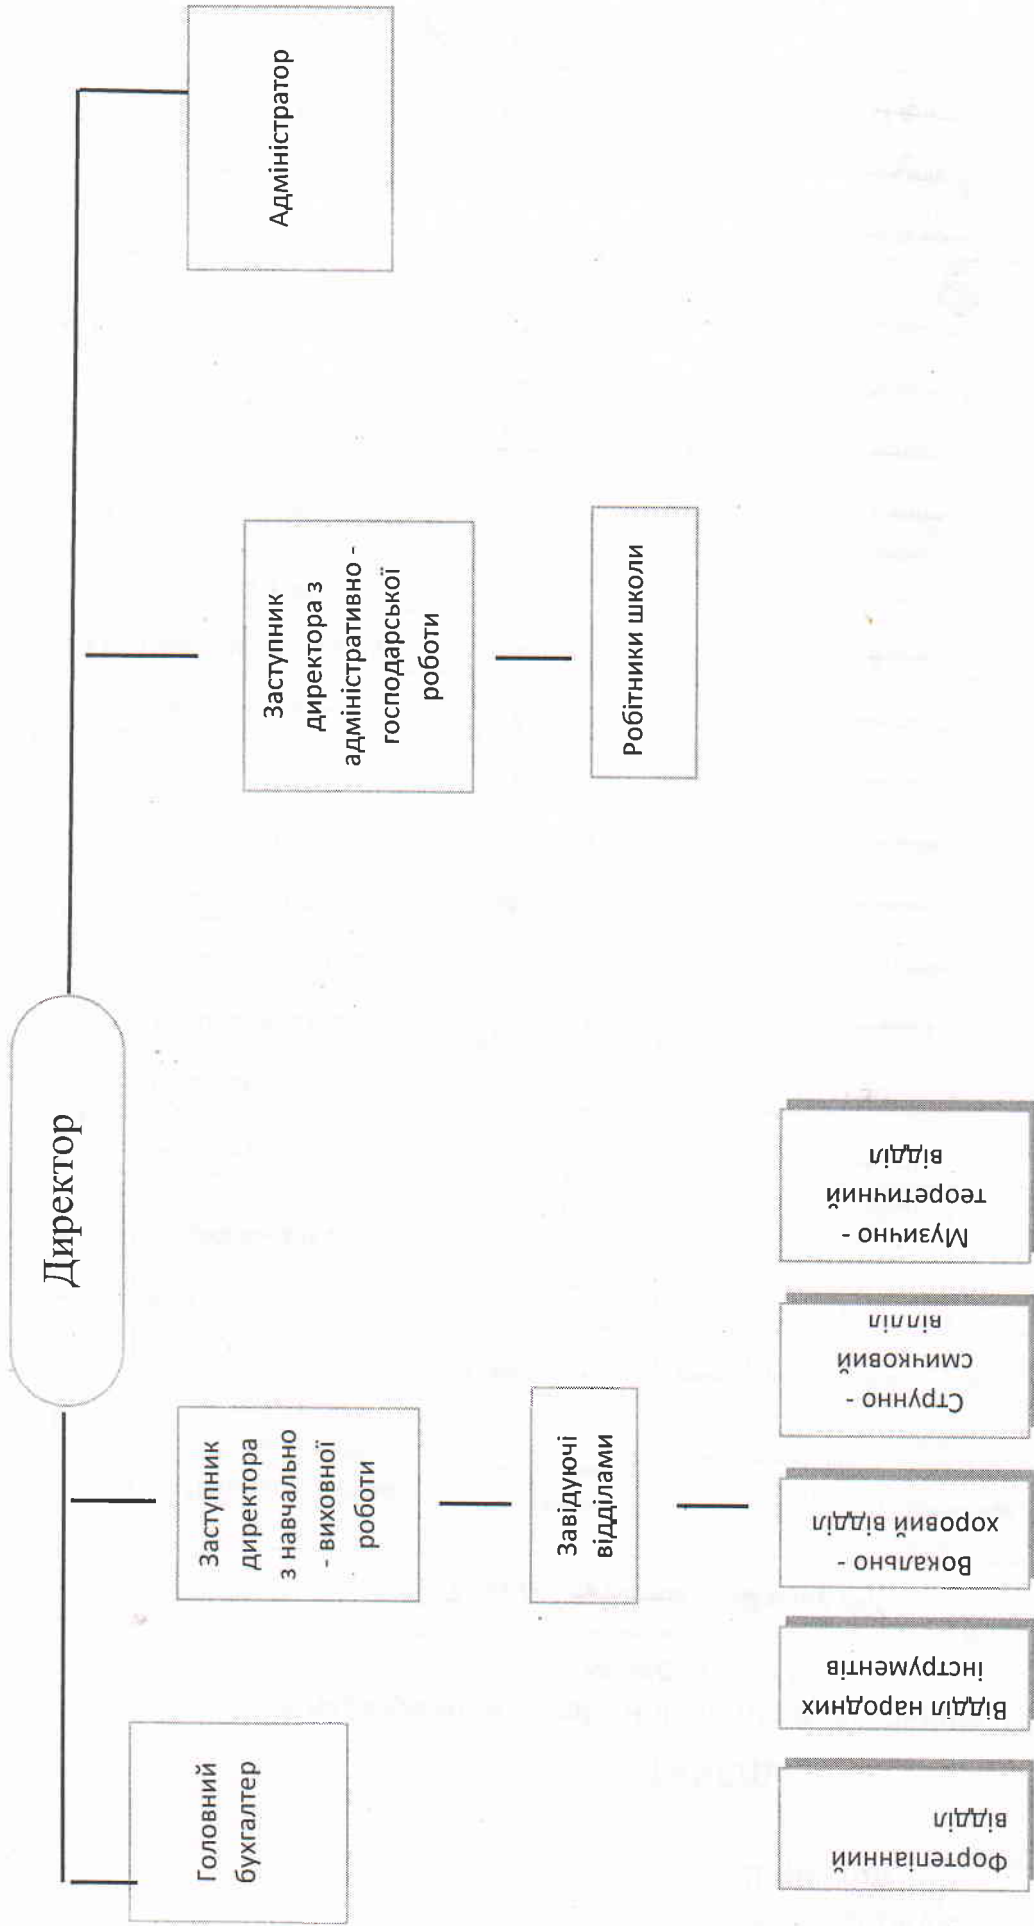 Директор
Головний
бухгалтер
Заступник
директора
з навчально
- виховної
роботи
Заступник
директора з
адміністративно -
господарської
роботи
Адміністратор
Завідуючі
відділами
Робітники школи
Фортепіанний
відділ
Відділ народних
інструментів
Вокально -
хоровий відділ
Струнно -
смичковий
відділ
Музично -
теоретичний
відділ